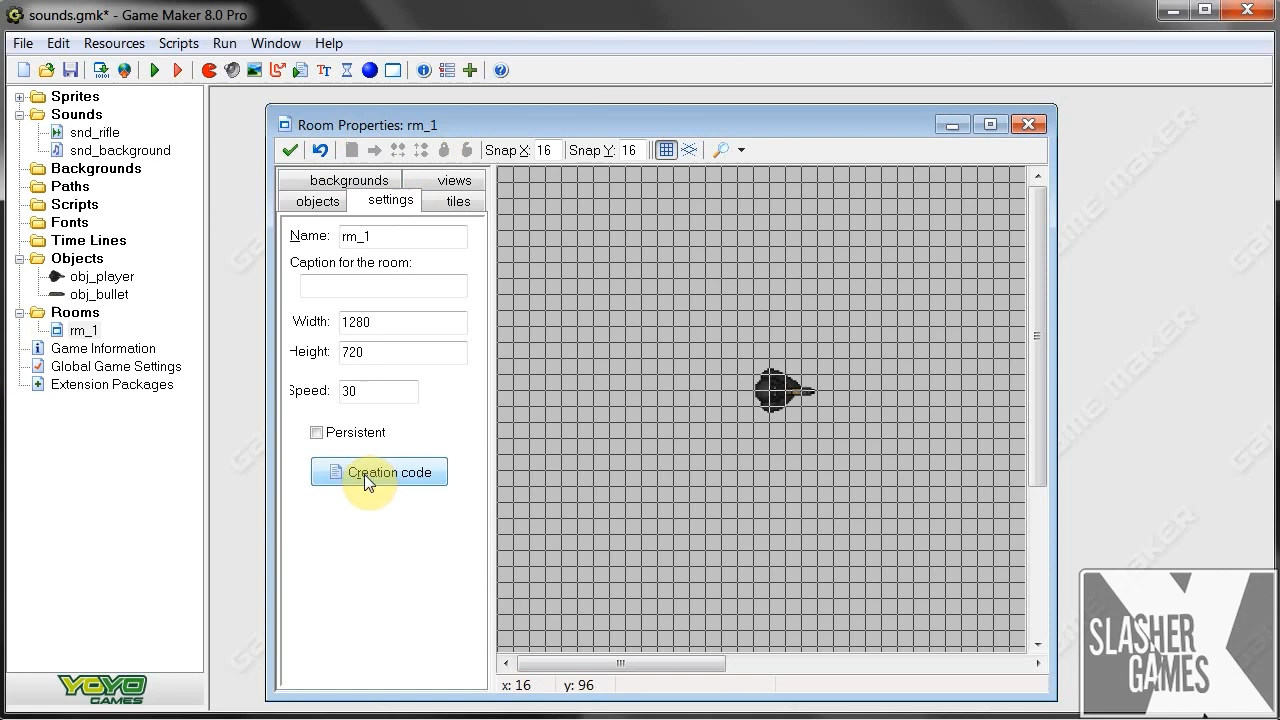 sounds.gmk* - Game Maker 8.0 Pro
File Edit Resources Scripts Run Window Help
Sprites
Sounds
snd_rifle
snd_background
Backgrounds
Paths
Scripts
Fonts
Time Lines
Objects
obj_player
obj_bullet
Rooms
rm_1
Game Information
Global Game Settings
Extension Packages
YOYO
GAMES
Room Properties: rm_1
Snap X: 16 Snap Y: 16
backgrounds views
objects settings tiles
Name: rm_1
Caption for the room:
Width: 1280
Height: 720
Speed: 30
Persistent
Creation code
x: 16 y: 96
SLASHER
GAMES